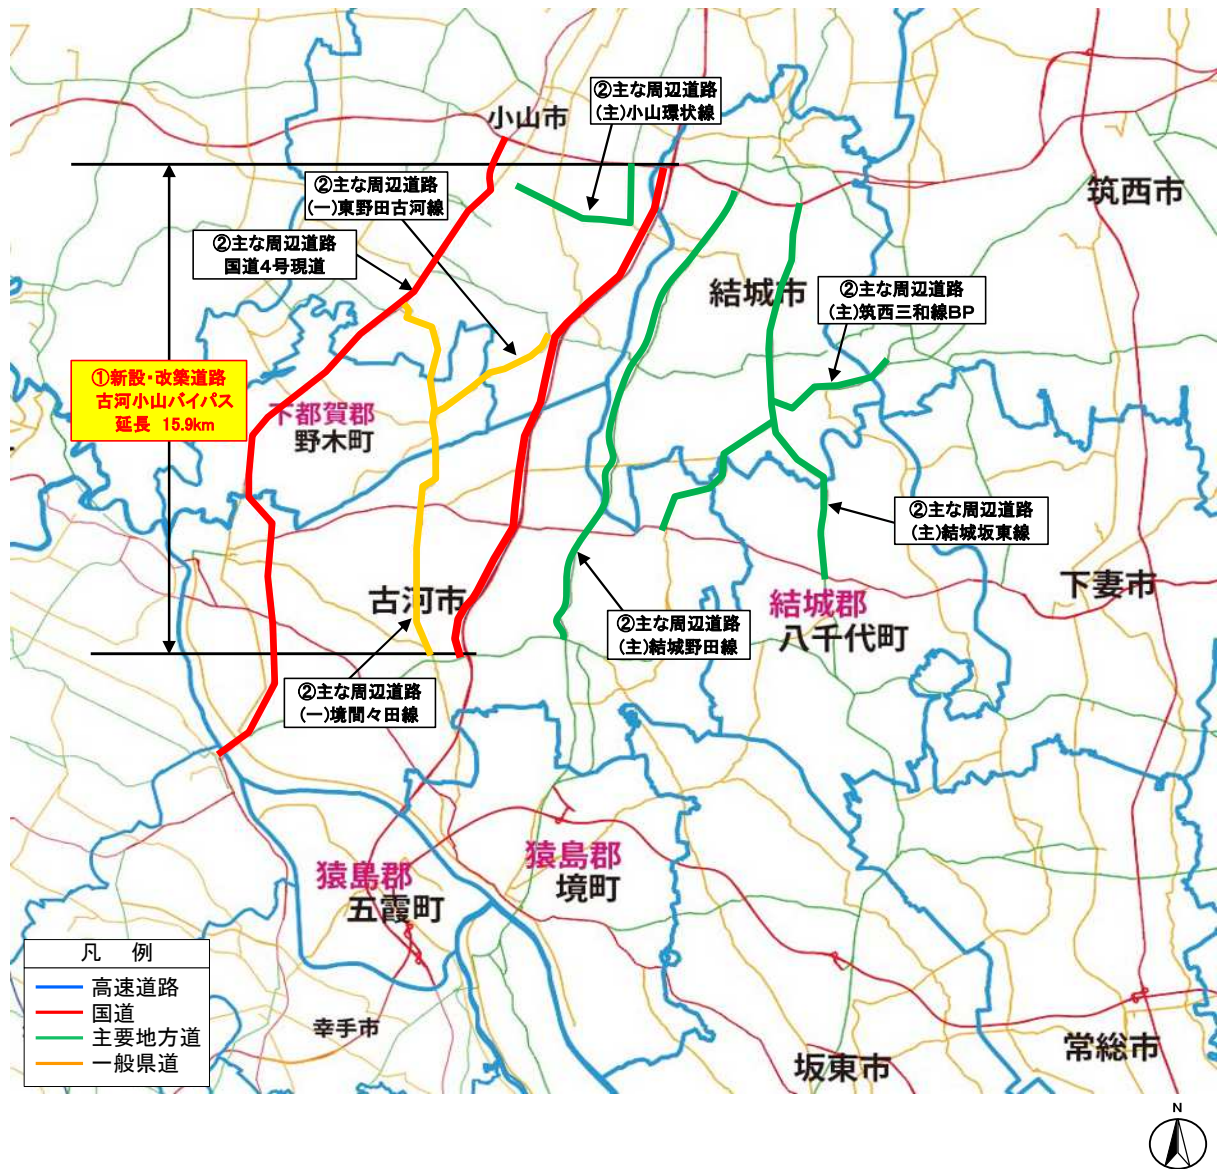 ②主な周辺道路
(主)小山環状線
小山市
②主な周辺道路
(一)東野田古河線
筑西市
②主な周辺道路
国道4号現道
結城市
②主な周辺道路
(主)筑西三和線BP
①新設・改築道路
古河小山バイパス
延長 15.9km
下都賀郡
野木町
②主な周辺道路
(主)結城坂東線
古河市
下妻市
結城郡
八千代町
②主な周辺道路
(主)結城野田線
②主な周辺道路
(一)境間々田線
猿島郡
境町
猿島郡
五霞町
凡 例
高速道路
国道
主要地方道
一般県道
幸手市
坂東市
常総市
N